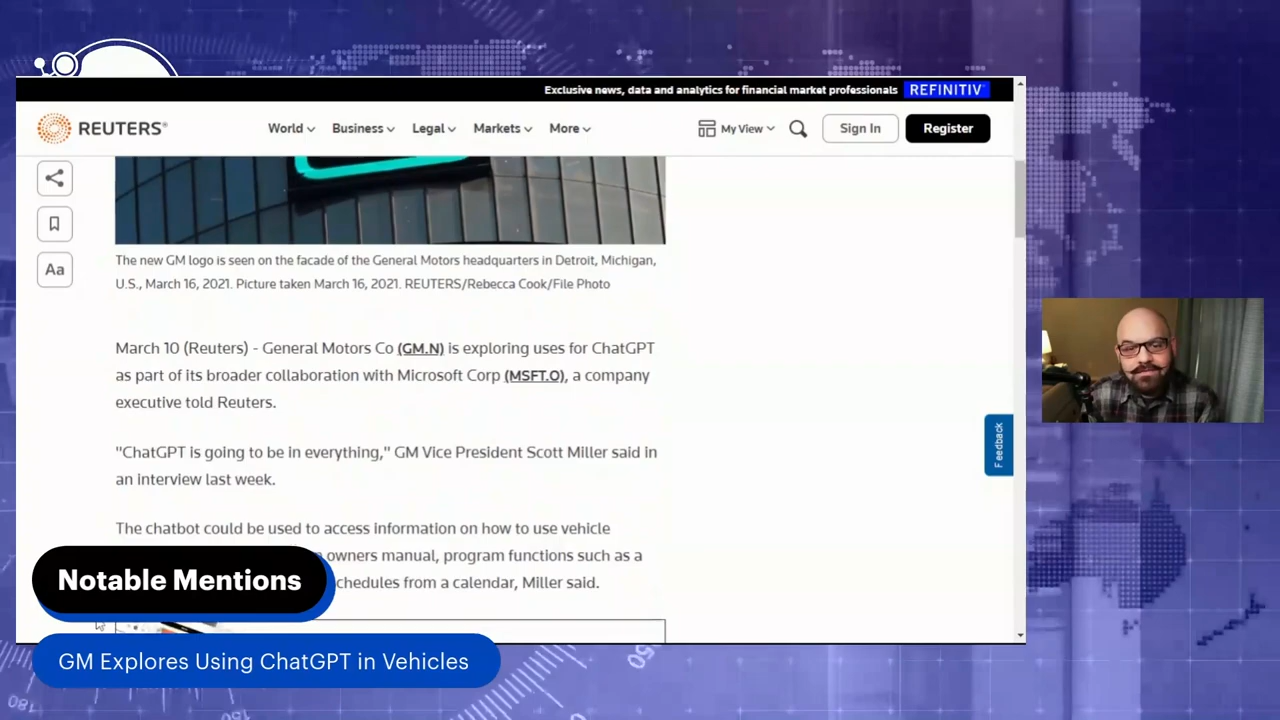 Exclusive news, data and analytics for financial market professionals REFINITIV
REUTERS® World Business Legal Markets More My View Sign In Register
Aa
The new GM logo is seen on the facade of the General Motors headquarters in Detroit, Michigan,
U.S., March 16, 2021. Picture taken March 16, 2021. REUTERS/Rebecca Cook/File Photo
March 10 (Reuters) - General Motors Co (GM.N) is exploring uses for ChatGPT
as part of its broader collaboration with Microsoft Corp (MSFT.O), a company
executive told Reuters.
"ChatGPT is going to be in everything," GM Vice President Scott Miller said in
an interview last week.
The chatbot could be used to access information on how to use vehicle
owners manual, program functions such as a
schedules from a calendar, Miller said.
Feedback
Notable Mentions
GM Explores Using ChatGPT in Vehicles
50